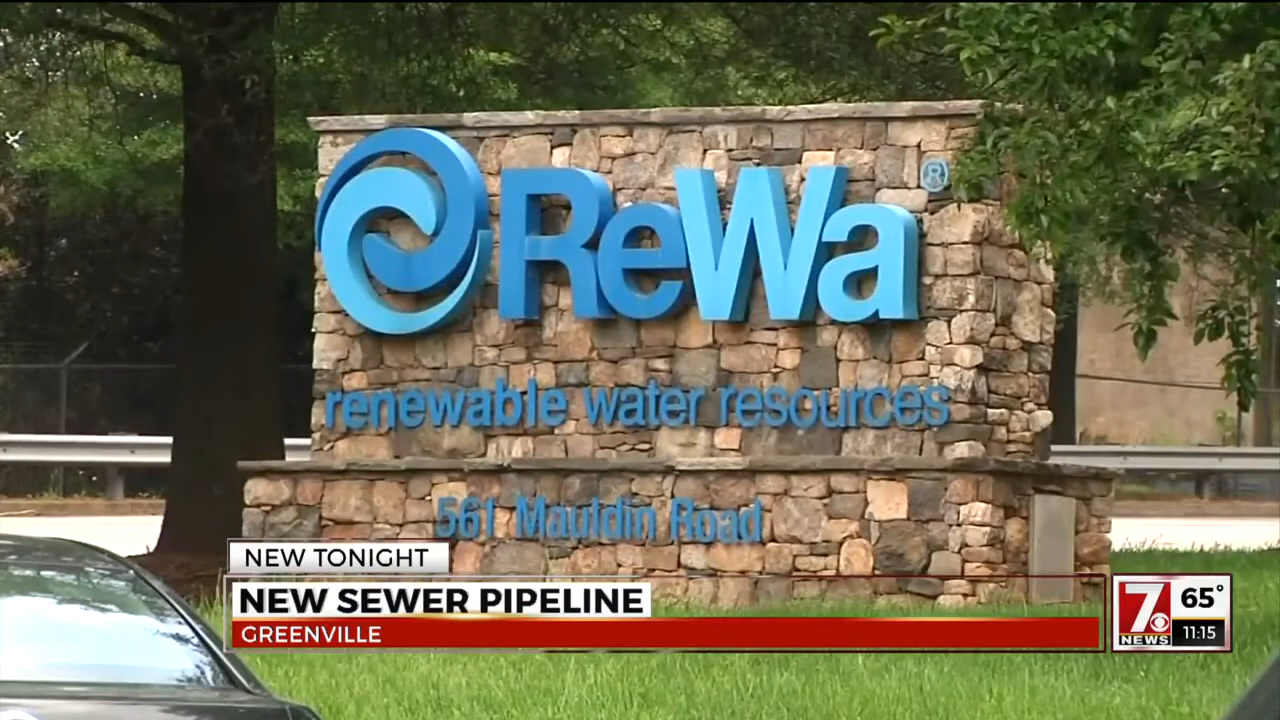 ReWa®
renewable water resources
561 Mauldin Road
NEW TONIGHT
NEW SEWER PIPELINE
GREENVILLE
7
NEWS
65°
11:15